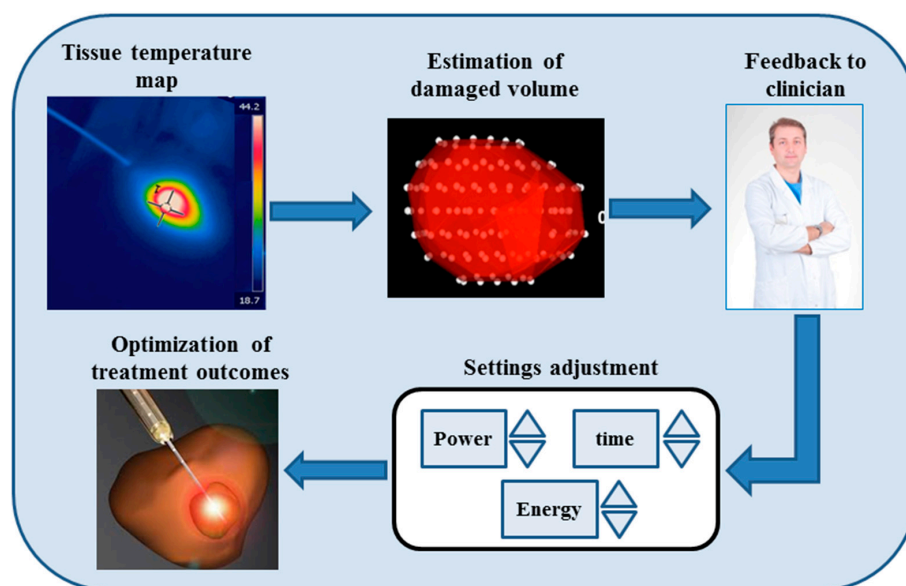 Tissue temperature
map
44.2
18.7
Estimation of
damaged volume
Feedback to
clinician
Optimization of
treatment outcomes
Settings adjustment
Power
time
Energy